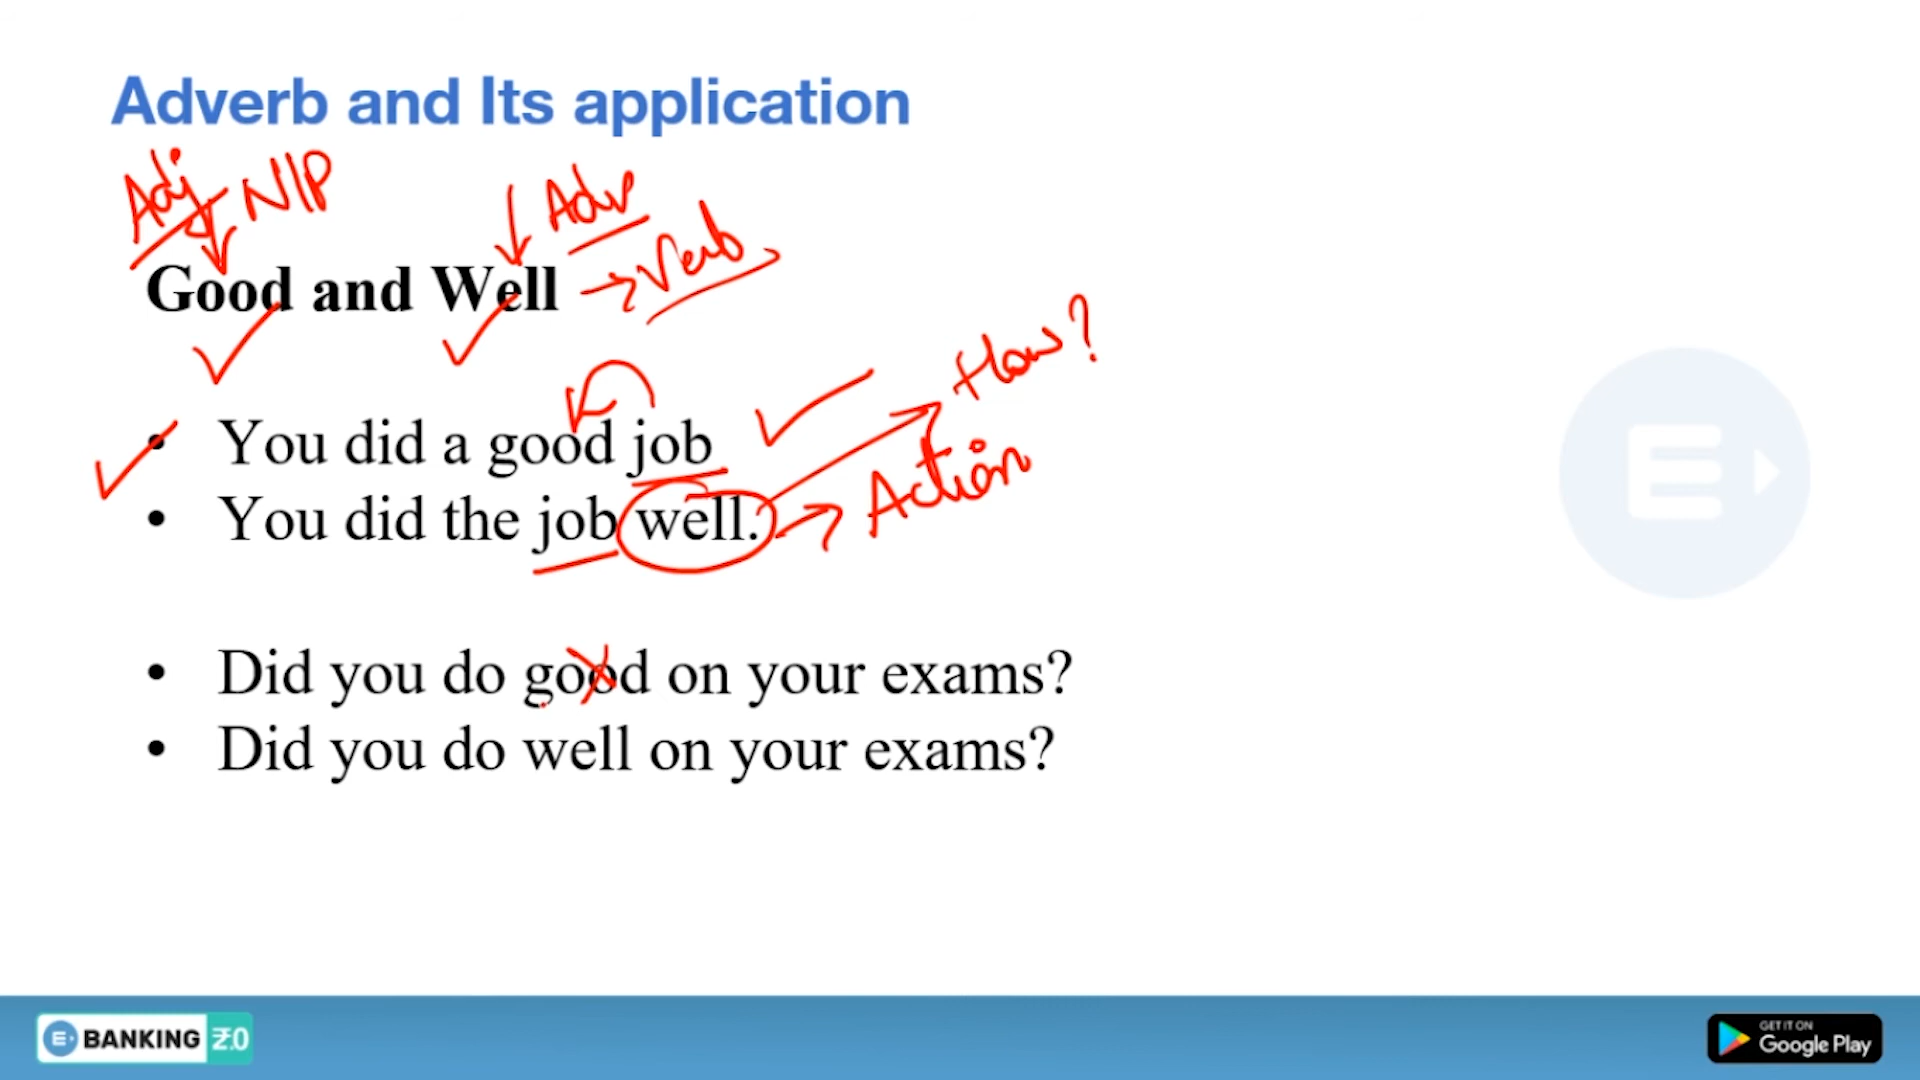 Adverb and Its application
Adj N/P
Adv
Verb
Good and Well
How?
• You did a good job
Action
• You did the job well.
• Did you do good on your exams?
• Did you do well on your exams?
E BANKING 2.0
GET IT ON
Google Play